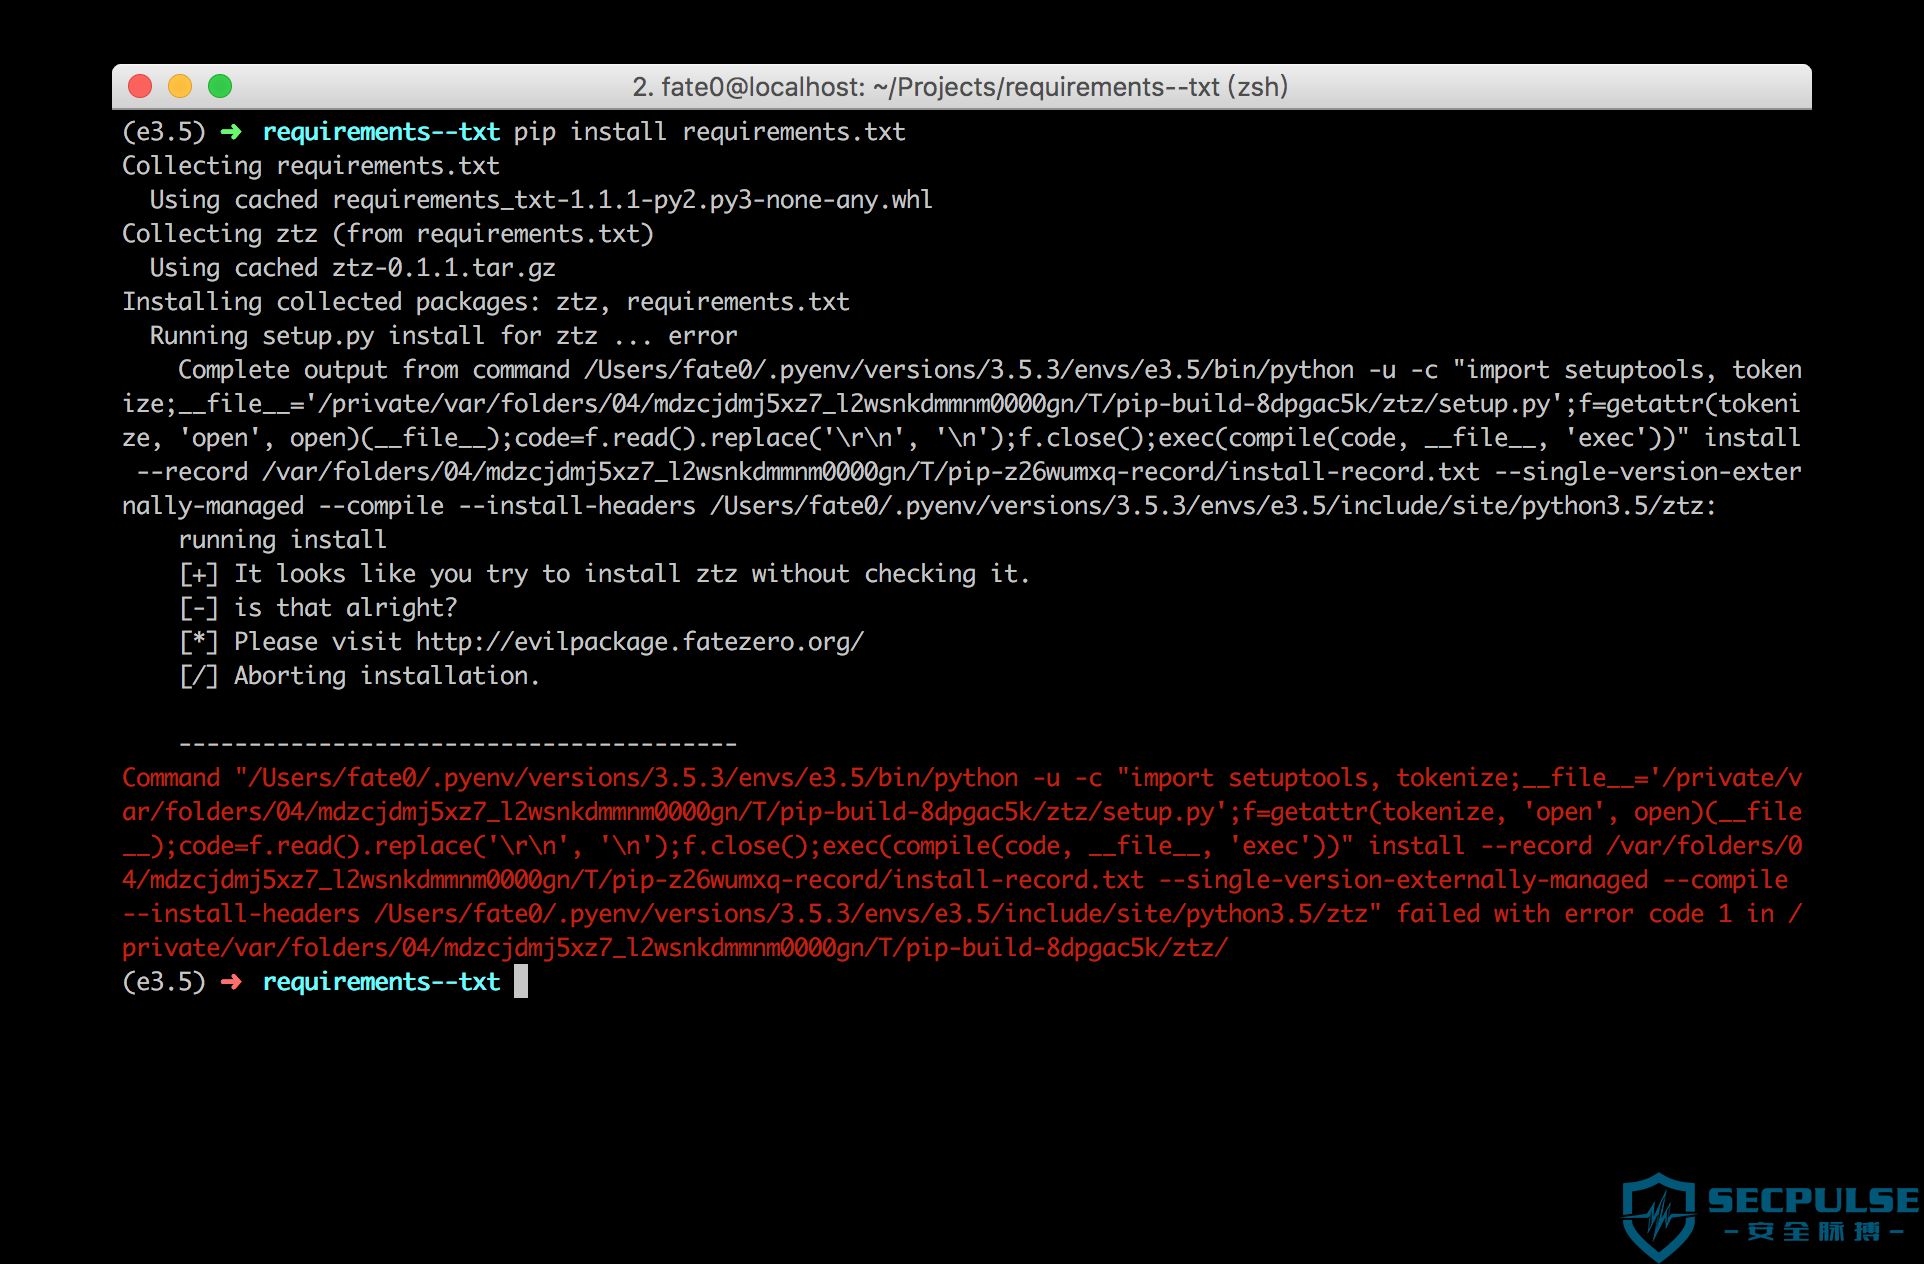 2. fate0@localhost: ~/Projects/requirements--txt (zsh)
(e3.5) ➜ requirements--txt pip install requirements.txt
Collecting requirements.txt
  Using cached requirements_txt-1.1.1-py2.py3-none-any.whl
Collecting ztz (from requirements.txt)
  Using cached ztz-0.1.1.tar.gz
Installing collected packages: ztz, requirements.txt
  Running setup.py install for ztz ... error
    Complete output from command /Users/fate0/.pyenv/versions/3.5.3/envs/e3.5/bin/python -u -c "import setuptools, token
ize;__file__='/private/var/folders/04/mdzcjdmj5xz7_l2wsnkdmmnm0000gn/T/pip-build-8dpgac5k/ztz/setup.py';f=getattr(tokeni
ze, 'open', open)(__file__);code=f.read().replace('\r\n', '\n');f.close();exec(compile(code, __file__, 'exec'))" install
 --record /var/folders/04/mdzcjdmj5xz7_l2wsnkdmmnm0000gn/T/pip-z26wumxq-record/install-record.txt --single-version-exter
nally-managed --compile --install-headers /Users/fate0/.pyenv/versions/3.5.3/envs/e3.5/include/site/python3.5/ztz:
    running install
    [+] It looks like you try to install ztz without checking it.
    [-] is that alright?
    [*] Please visit http://evilpackage.fatezero.org/
    [/] Aborting installation.
    ----------------------------------------
Command "/Users/fate0/.pyenv/versions/3.5.3/envs/e3.5/bin/python -u -c "import setuptools, tokenize;__file__='/private/v
ar/folders/04/mdzcjdmj5xz7_l2wsnkdmmnm0000gn/T/pip-build-8dpgac5k/ztz/setup.py';f=getattr(tokenize, 'open', open)(__file
__);code=f.read().replace('\r\n', '\n');f.close();exec(compile(code, __file__, 'exec'))" install --record /var/folders/0
4/mdzcjdmj5xz7_l2wsnkdmmnm0000gn/T/pip-z26wumxq-record/install-record.txt --single-version-externally-managed --compile
--install-headers /Users/fate0/.pyenv/versions/3.5.3/envs/e3.5/include/site/python3.5/ztz" failed with error code 1 in /
private/var/folders/04/mdzcjdmj5xz7_l2wsnkdmmnm0000gn/T/pip-build-8dpgac5k/ztz/
(e3.5) ➜ requirements--txt
SECPULSE
-安全脉搏-